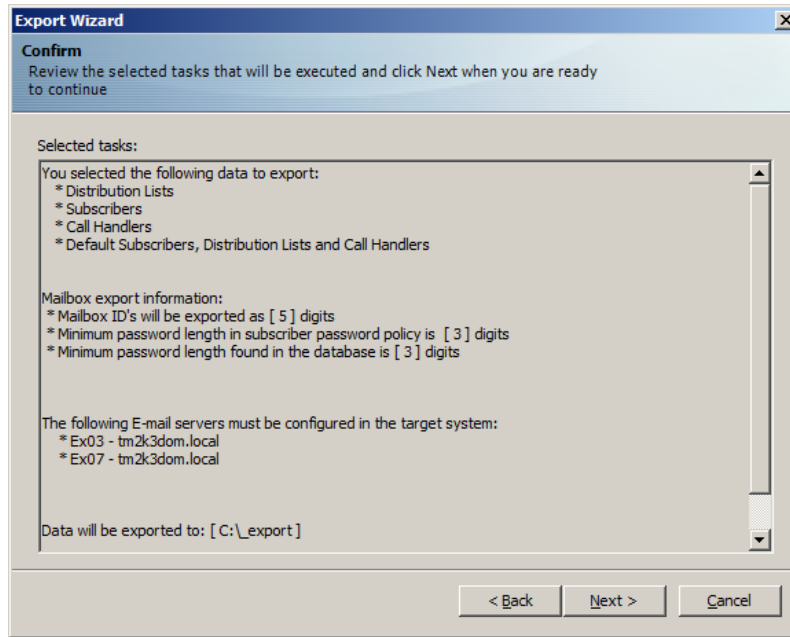 Export Wizard
Confirm
Review the selected tasks that will be executed and click Next when you are ready
to continue
Selected tasks:
You selected the following data to export:
* Distribution Lists
* Subscribers
* Call Handlers
* Default Subscribers, Distribution Lists and Call Handlers
Mailbox export information:
* Mailbox ID's will be exported as [ 5 ] digits
* Minimum password length in subscriber password policy is [ 3 ] digits
* Minimum password length found in the database is [ 3 ] digits
The following E-mail servers must be configured in the target system:
* Ex03 - tm2k3dom.local
* Ex07 - tm2k3dom.local
Data will be exported to: [ C:\_export ]
< Back Next > Cancel